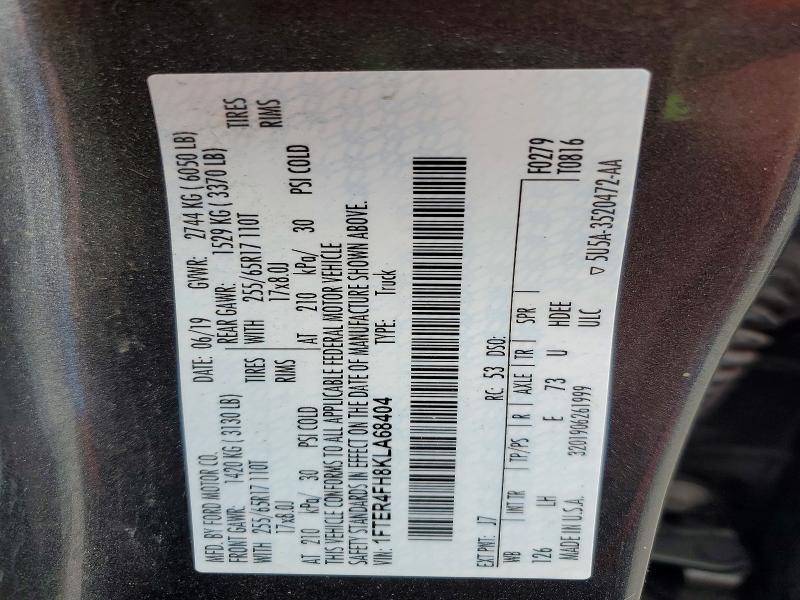 MFD. BY FORD MOTOR CO. DATE: 06/19 GVWR: 2744 KG ( 6050 LB)
FRONT GAWR: 1420 KG ( 3130 LB) REAR GAWR: 1529 KG ( 3370 LB)
WITH 255/65R17 110T TIRES WITH 255/65R17 110T TIRES
17x8.0J RIMS 17x8.0J RIMS
AT 210 kPa/ 30 PSI COLD AT 210 kPa/ 30 PSI COLD
THIS VEHICLE CONFORMS TO ALL APPLICABLE FEDERAL MOTOR VEHICLE
SAFETY STANDARDS IN EFFECT ON THE DATE OF MANUFACTURE SHOWN ABOVE.
VIN: 1FTER4FH8KLA68404 TYPE: Truck
EXT PNT: J7 RC: 53 DSO: F0279
WB INT TR TP/PS R AXLE TR SPR T0816
126 LH E 73 U HDEE
ULC
MADE IN U.S.A. 3201906261999 5U5A-3520472-AA